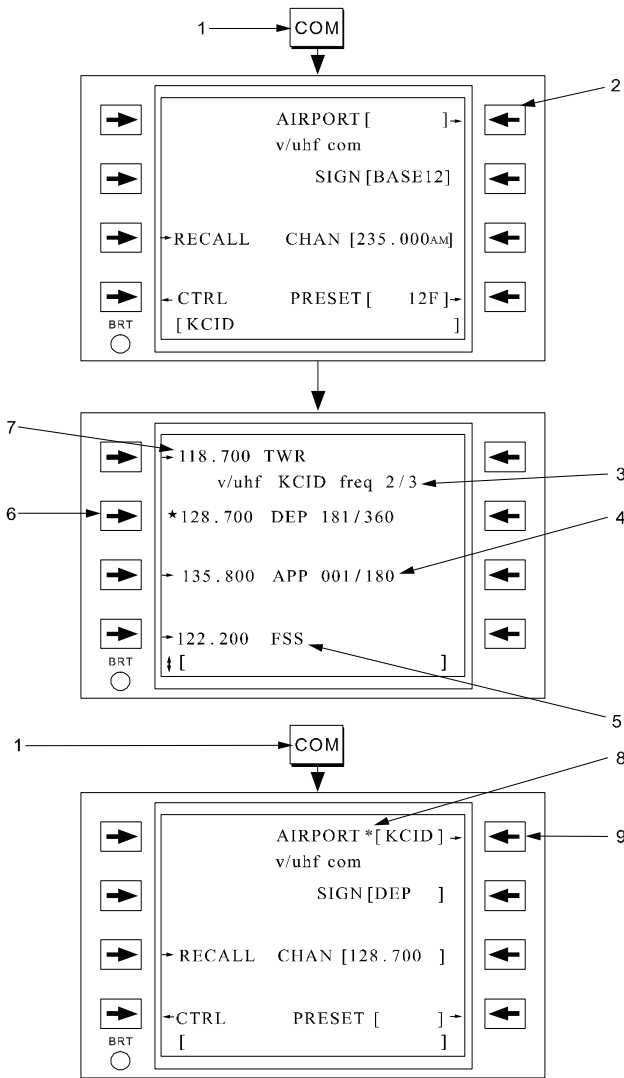 1
COM
2
AIRPORT [ ]→
v/uhf com
SIGN [BASE12]
→RECALL CHAN [235.000AM]
←CTRL PRESET [ 12F]→
BRT
[KCID ]
7
→118.700 TWR
v/uhf KCID freq 2/3
3
6
★128.700 DEP 181/360
4
→ 135.800 APP 001/180
→122.200 FSS
BRT
↕[ ]
5
1
COM
8
AIRPORT *[KCID]→
9
v/uhf com
SIGN [DEP ]
→RECALL CHAN [128.700 ]
←CTRL PRESET [ ]→
BRT
[ ]